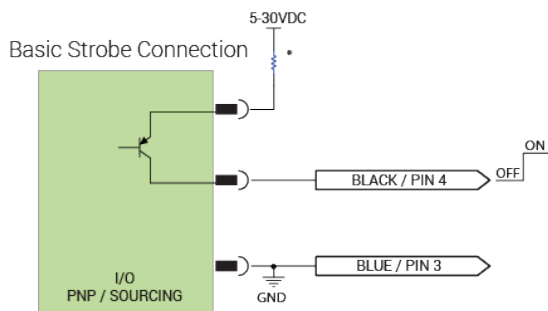 5-30VDC
Basic Strobe Connection
*
ON
OFF
BLACK / PIN 4
BLUE / PIN 3
I/O
PNP / SOURCING
GND